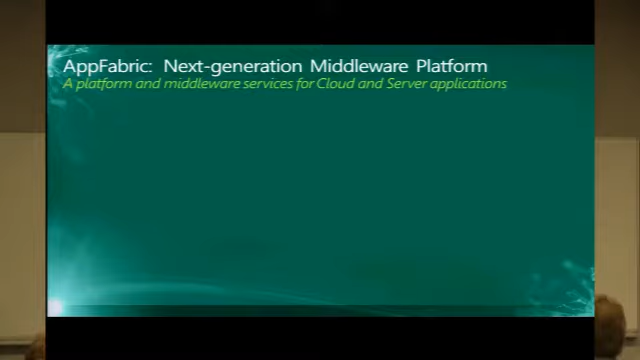 AppFabric: Next-generation Middleware Platform
A platform and middleware services for Cloud and Server applications